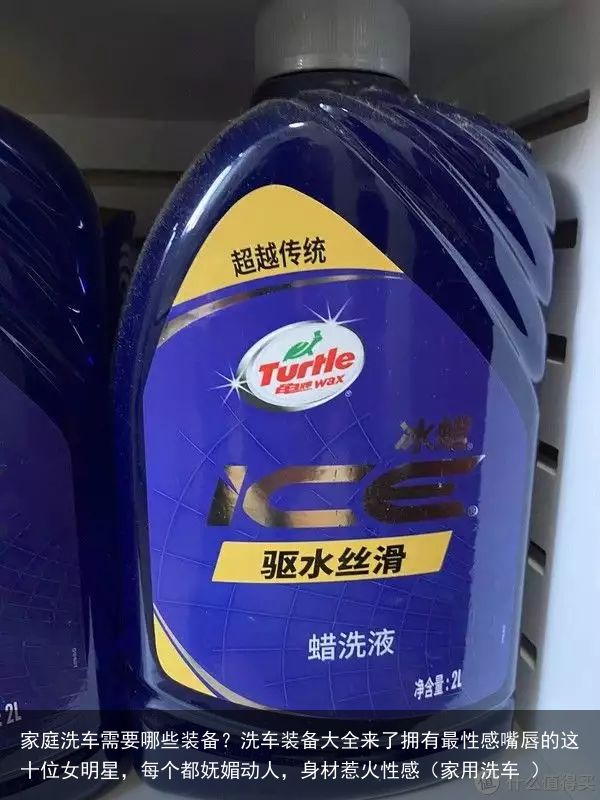 超越传统
Turtle
龟牌 wax
®
冰蜡®
ICE®
驱水丝滑
蜡洗液
净含量:2L
2L
家庭洗车需要哪些装备？洗车装备大全来了拥有最性感嘴唇的这
十位女明星，每个都妩媚动人，身材惹火性感（家用洗车 ）
值 什么值得买